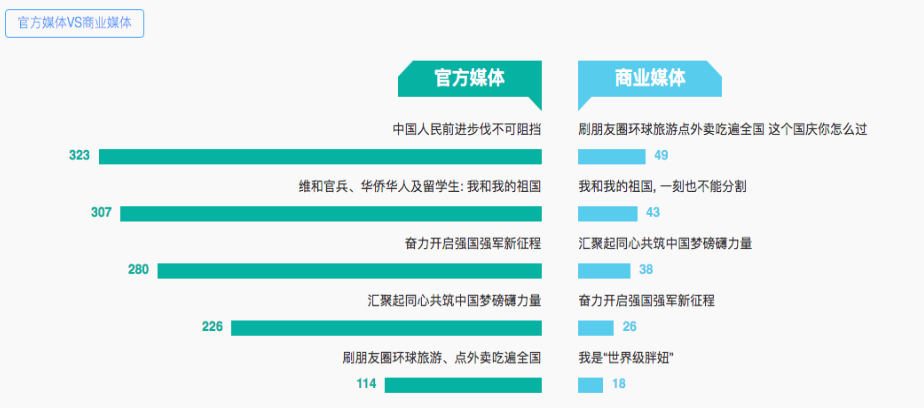 官方媒体VS商业媒体
官方媒体
商业媒体
中国人民前进步伐不可阻挡
刷朋友圈环球旅游点外卖吃遍全国 这个国庆你怎么过
323
49
维和官兵、华侨华人及留学生: 我和我的祖国
我和我的祖国, 一刻也不能分割
307
43
奋力开启强国强军新征程
汇聚起同心共筑中国梦磅礴力量
280
38
汇聚起同心共筑中国梦磅礴力量
奋力开启强国强军新征程
226
26
刷朋友圈环球旅游、点外卖吃遍全国
我是"世界级胖妞"
114
18